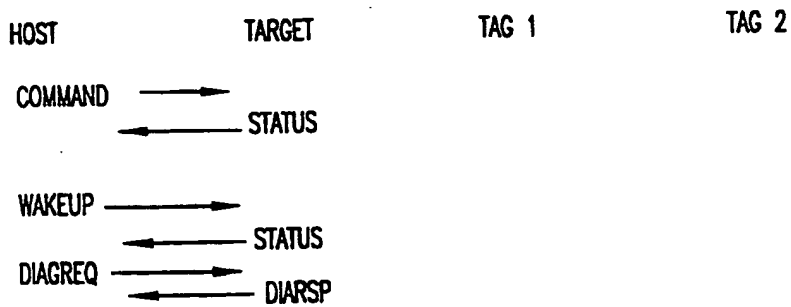 HOST TARGET TAG 1 TAG 2
COMMAND
STATUS
WAKEUP
STATUS
DIAGREQ
DIARSP